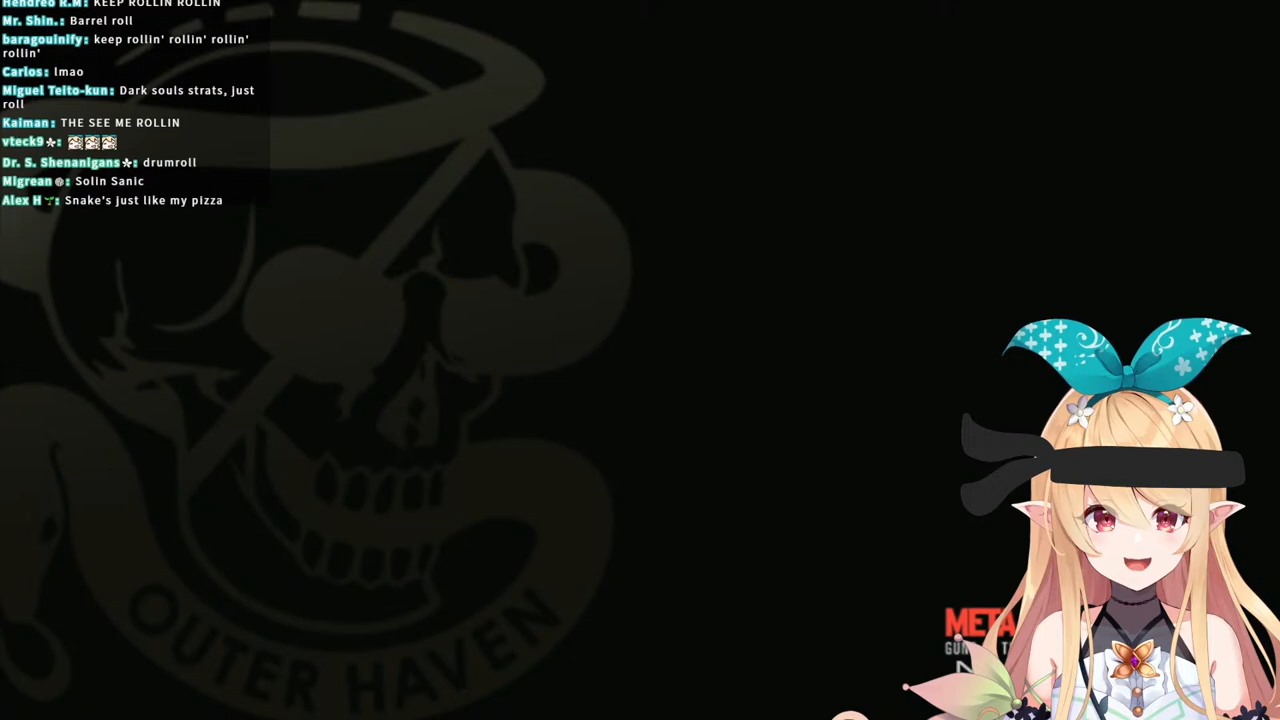 Hendreo R.M: KEEP ROLLIN ROLLIN
Mr. Shin.: Barrel roll
baragouinify: keep rollin' rollin' rollin'
rollin'
Carlos: lmao
Miguel Teito-kun: Dark souls strats, just
roll
Kaiman: THE SEE ME ROLLIN
vteck9:
Dr. S. Shenanigans: drumroll
Migrean: Solin Sanic
Alex H: Snake's just like my pizza
OUTER HAVEN
META
GUN